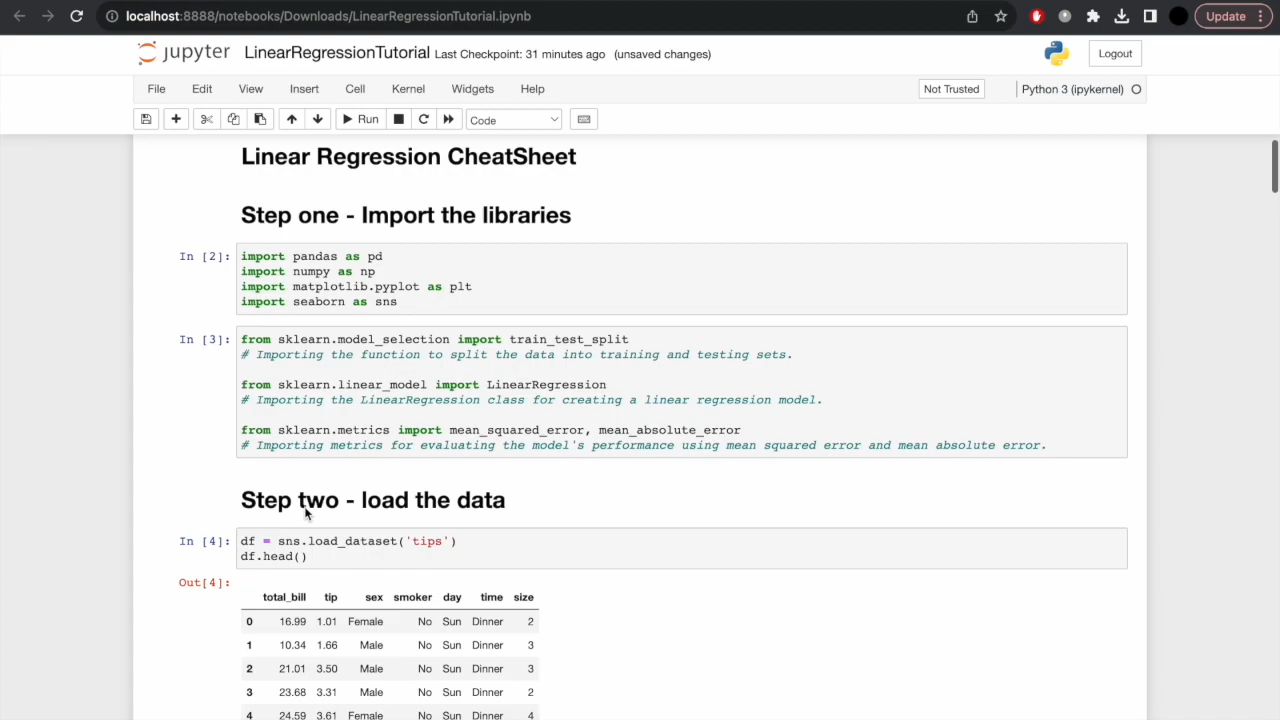 localhost:8888/notebooks/Downloads/LinearRegressionTutorial.ipynb
Update
jupyter LinearRegressionTutorial Last Checkpoint: 31 minutes ago (unsaved changes)
Logout
File Edit View Insert Cell Kernel Widgets Help
Not Trusted Python 3 (ipykernel)
Run Code
Linear Regression CheatSheet
Step one - Import the libraries
In [2]: import pandas as pd
import numpy as np
import matplotlib.pyplot as plt
import seaborn as sns
In [3]: from sklearn.model_selection import train_test_split
# Importing the function to split the data into training and testing sets.
from sklearn.linear_model import LinearRegression
# Importing the LinearRegression class for creating a linear regression model.
from sklearn.metrics import mean_squared_error, mean_absolute_error
# Importing metrics for evaluating the model's performance using mean squared error and mean absolute error.
Step two - load the data
In [4]: df = sns.load_dataset('tips')
df.head()
Out[4]:
total_bill tip sex smoker day time size
0 16.99 1.01 Female No Sun Dinner 2
1 10.34 1.66 Male No Sun Dinner 3
2 21.01 3.50 Male No Sun Dinner 3
3 23.68 3.31 Male No Sun Dinner 2
4 24.59 3.61 Female No Sun Dinner 4